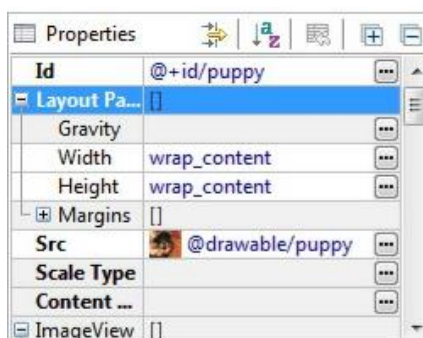 Properties
Id @+id/puppy
Layout Pa... []
Gravity
Width wrap_content
Height wrap_content
Margins []
Src @drawable/puppy
Scale Type
Content ...
ImageView []